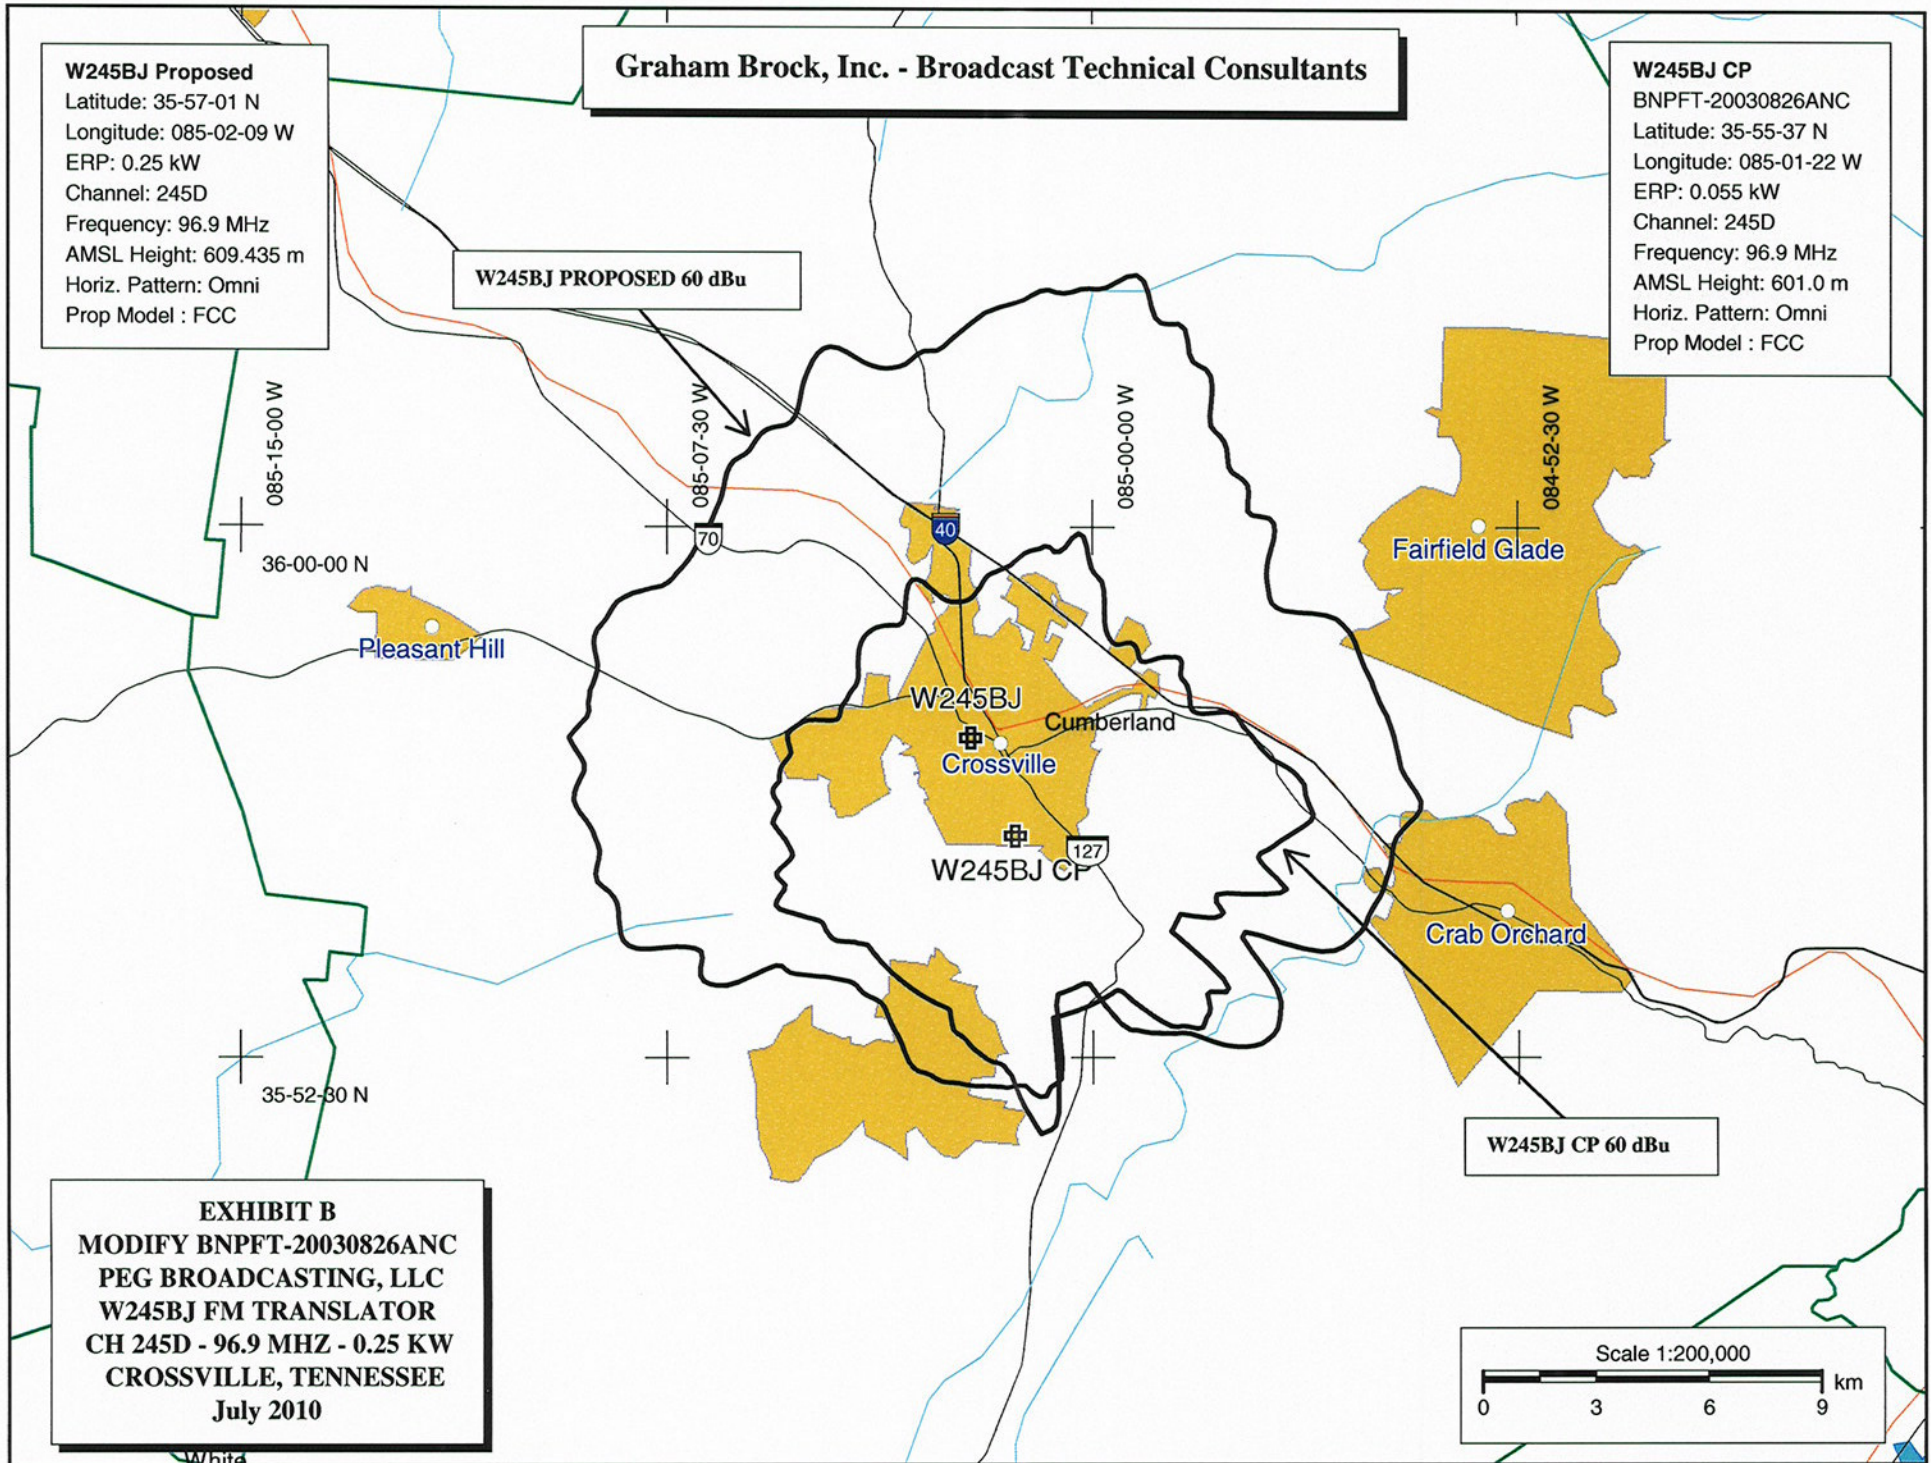 Graham Brock, Inc. - Broadcast Technical Consultants
W245BJ Proposed
Latitude: 35-57-01 N
Longitude: 085-02-09 W
ERP: 0.25 kW
Channel: 245D
Frequency: 96.9 MHz
AMSL Height: 609.435 m
Horiz. Pattern: Omni
Prop Model : FCC
W245BJ CP
BNPFT-20030826ANC
Latitude: 35-55-37 N
Longitude: 085-01-22 W
ERP: 0.055 kW
Channel: 245D
Frequency: 96.9 MHz
AMSL Height: 601.0 m
Horiz. Pattern: Omni
Prop Model : FCC
W245BJ PROPOSED 60 dBu
085-15-00 W
085-07-30 W
085-00-00 W
084-52-30 W
70
40
36-00-00 N
Fairfield Glade
Pleasant Hill
W245BJ
Cumberland
Crossville
127
W245BJ CP
Crab Orchard
35-52-30 N
W245BJ CP 60 dBu
EXHIBIT B
MODIFY BNPFT-20030826ANC
PEG BROADCASTING, LLC
W245BJ FM TRANSLATOR
CH 245D - 96.9 MHZ - 0.25 KW
CROSSVILLE, TENNESSEE
July 2010
White
Scale 1:200,000
km
0 3 6 9